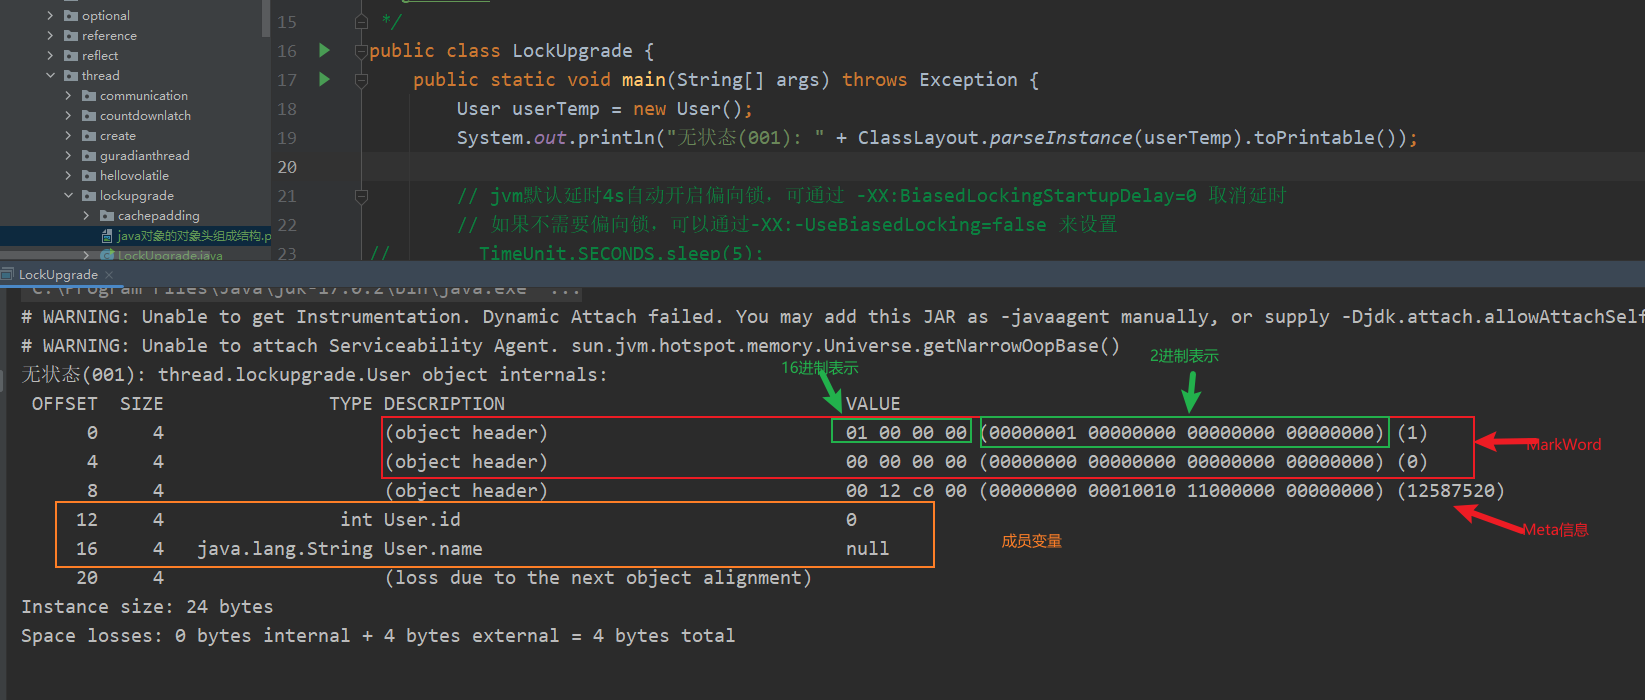 optional
reference
reflect
thread
communication
countdownlatch
create
guradianthread
hellovolatile
lockupgrade
cachepadding
java对象的对象头组成结构.p
LockUpgrade.java
15 */
16 public class LockUpgrade {
17 public static void main(String[] args) throws Exception {
18 User userTemp = new User();
19 System.out.println("无状态(001): " + ClassLayout.parseInstance(userTemp).toPrintable());
20
21 // jvm默认延时4s自动开启偏向锁，可通过 -XX:BiasedLockingStartupDelay=0 取消延时
22 // 如果不需要偏向锁，可以通过-XX:-UseBiasedLocking=false 来设置
23 // TimeUnit.SECONDS.sleep(5);
LockUpgrade ×
C:\Program Files\Java\jdk-17.0.2\bin\java.exe ...
# WARNING: Unable to get Instrumentation. Dynamic Attach failed. You may add this JAR as -javaagent manually, or supply -Djdk.attach.allowAttachSelf
# WARNING: Unable to attach Serviceability Agent. sun.jvm.hotspot.memory.Universe.getNarrowOopBase()
2进制表示
16进制表示
无状态(001): thread.lockupgrade.User object internals:
OFFSET SIZE TYPE DESCRIPTION VALUE
0 4 (object header) 01 00 00 00 (00000001 00000000 00000000 00000000) (1)
MarkWord
4 4 (object header) 00 00 00 00 (00000000 00000000 00000000 00000000) (0)
8 4 (object header) 00 12 c0 00 (00000000 00010010 11000000 00000000) (12587520)
Meta信息
12 4 int User.id 0
成员变量
16 4 java.lang.String User.name null
20 4 (loss due to the next object alignment)
Instance size: 24 bytes
Space losses: 0 bytes internal + 4 bytes external = 4 bytes total